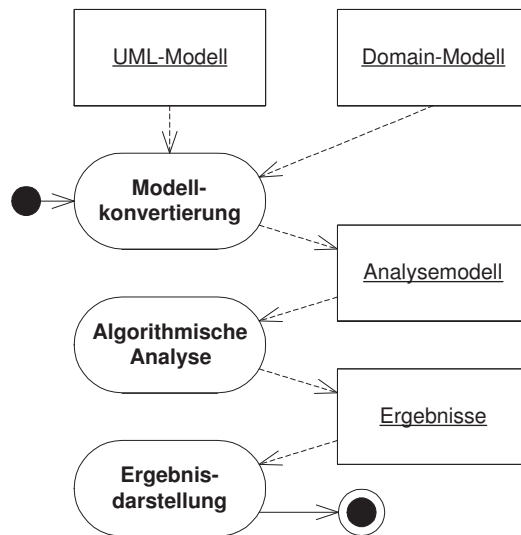 UML-Modell
Domain-Modell
Modell-
konvertierung
Analysemodell
Algorithmische
Analyse
Ergebnisse
Ergebnis-
darstellung